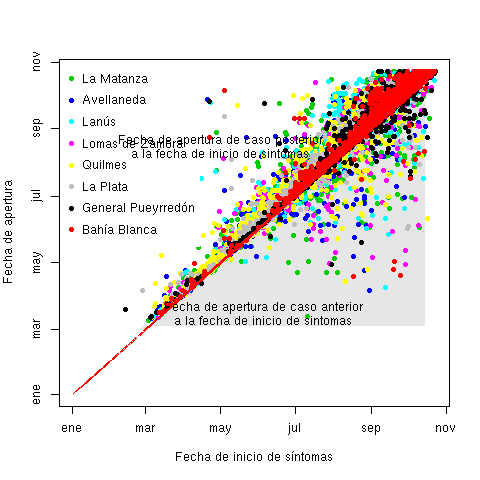 nov
sep
jul
may
mar
ene
Fecha de apertura
La Matanza
Avellaneda
Lanús
Lomas de Zamora
Quilmes
La Plata
General Pueyrredón
Bahía Blanca
Fecha de apertura de caso posterior
a la fecha de inicio de síntomas
Fecha de apertura de caso anterior
a la fecha de inicio de síntomas
ene
mar
may
jul
sep
nov
Fecha de inicio de síntomas